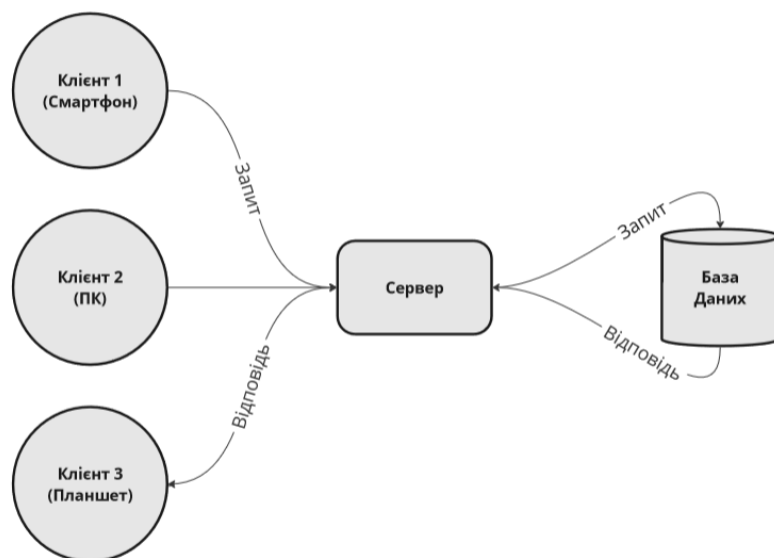 Клієнт 1
(Смартфон)
Запит
Клієнт 2
(ПК)
Сервер
Запит
База
Даних
Відповідь
Відповідь
Клієнт 3
(Планшет)